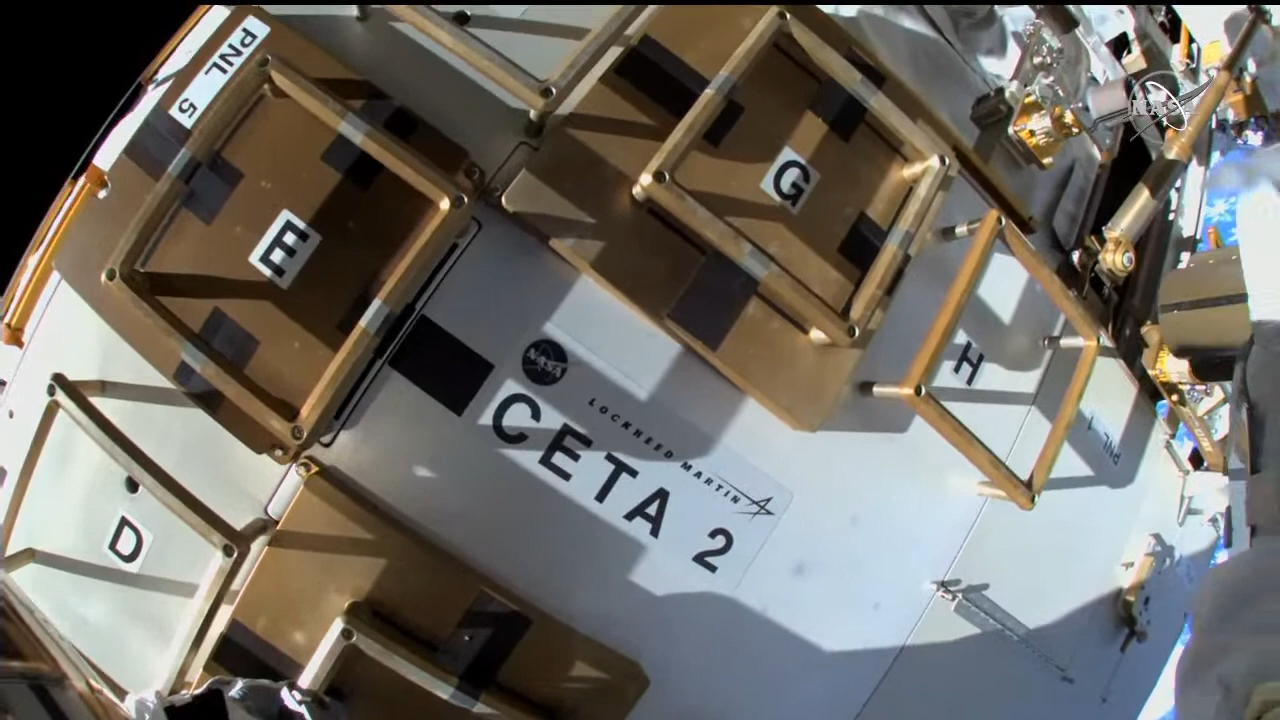 PNL
5
NASA
G
E
H
NASA
LOCKHEED MARTIN
CETA 2
PNL 1
D